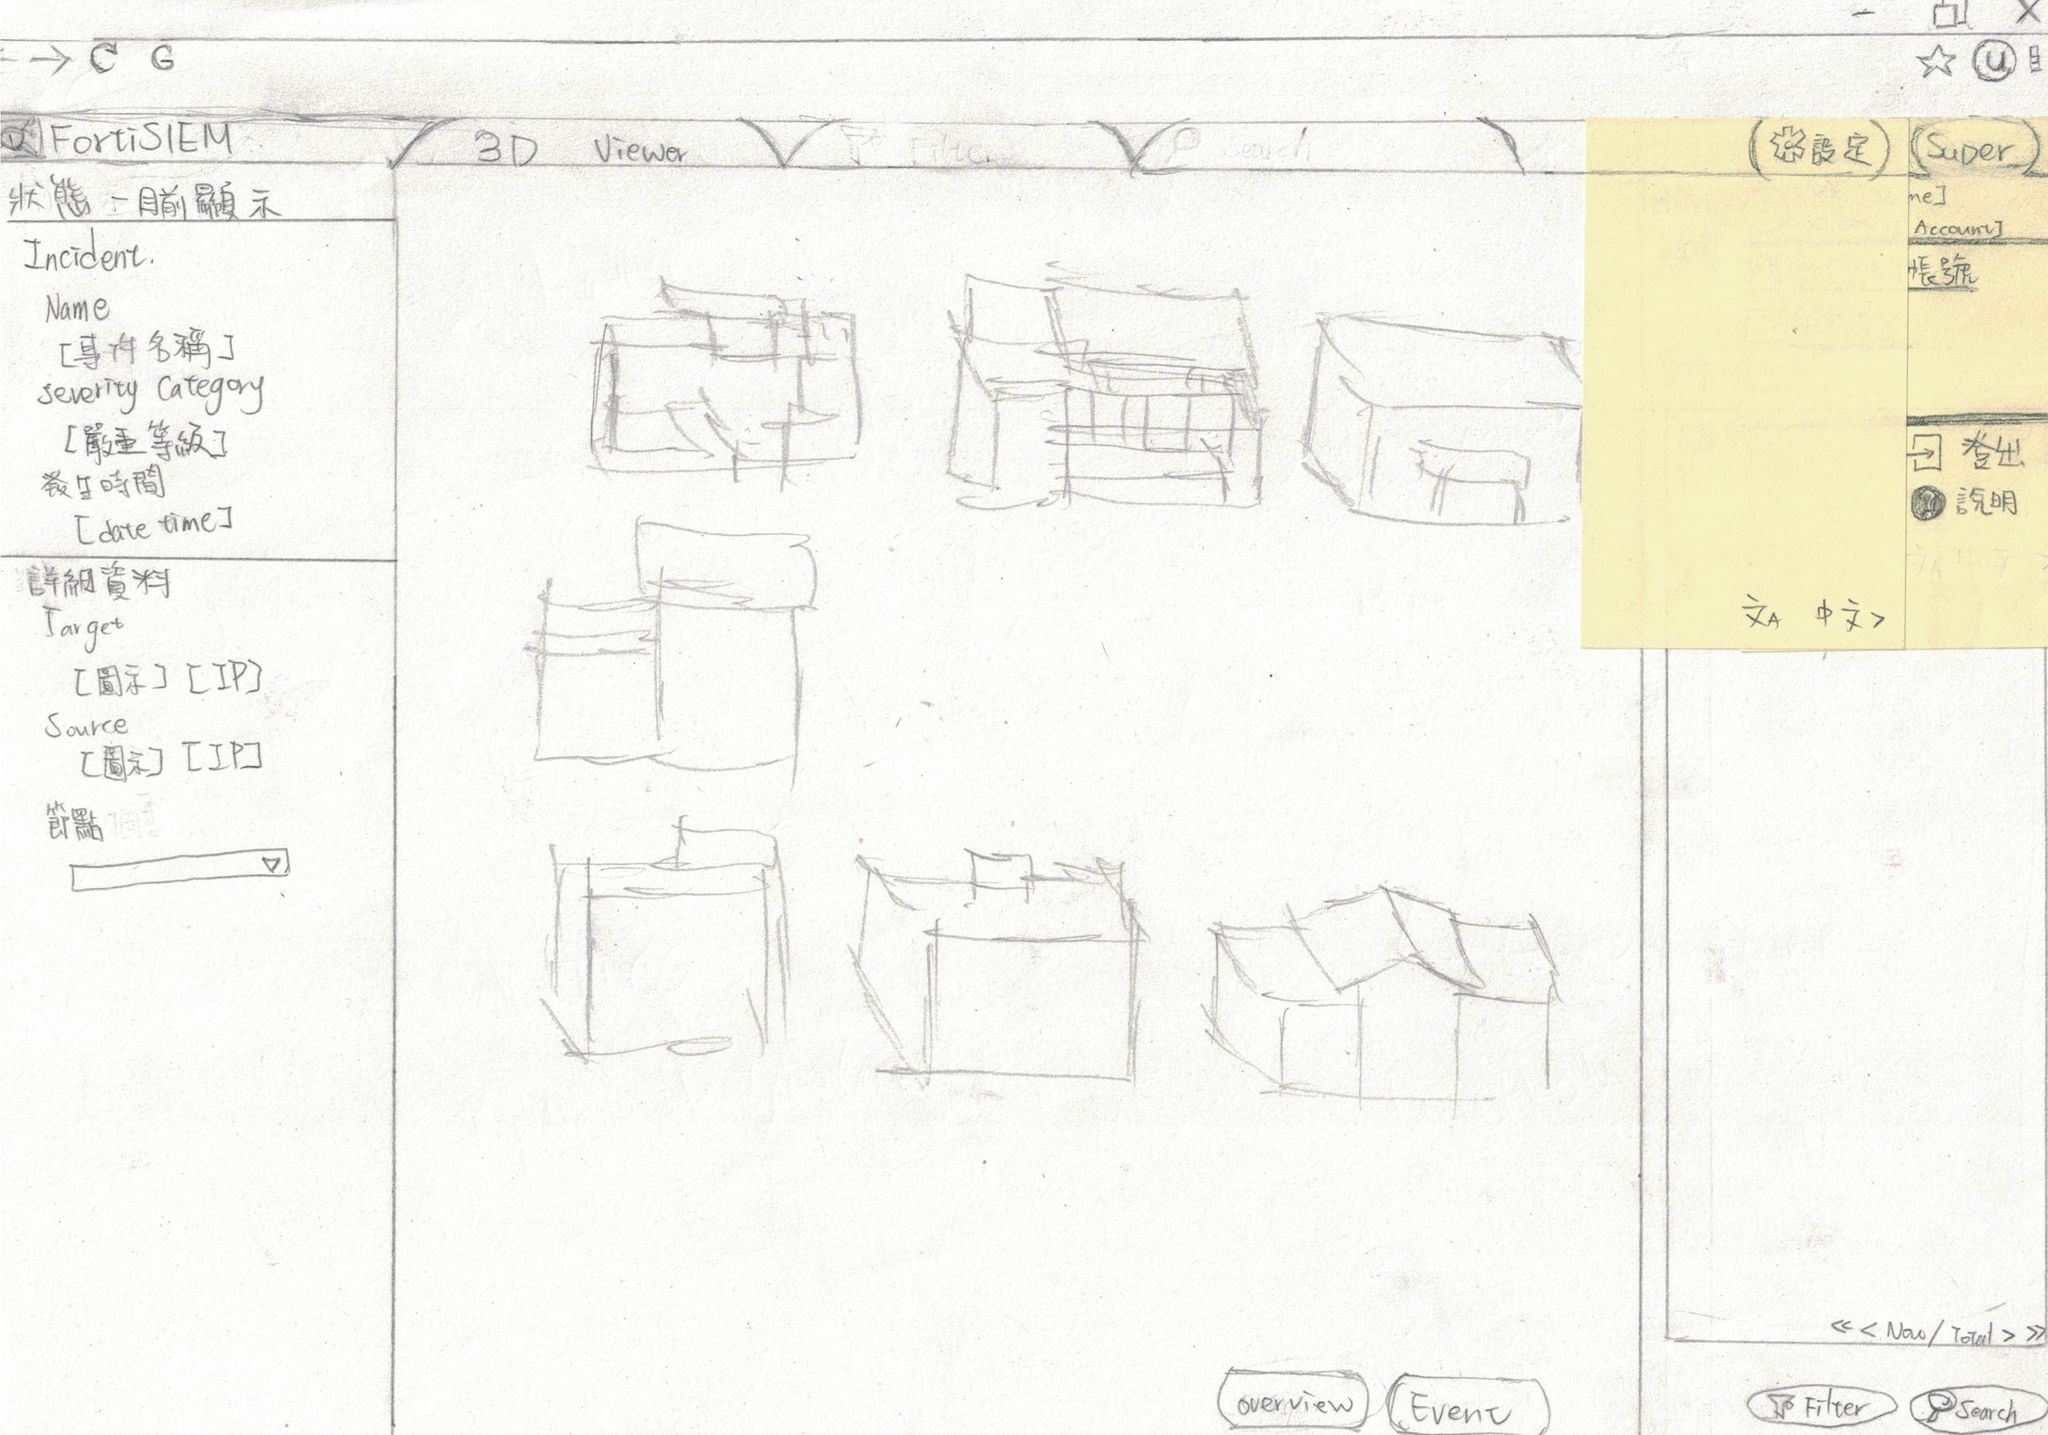 C G
U
FortiSIEM
3D Viewer
Filter
Search
設定
Super
狀態 - 目前顯示
Incident.
Name
[事件名稱]
Severity Category
[嚴重等級]
發生時間
[date time]
詳細資料
Target
[圖示] [IP]
Source
[圖示] [IP]
節點
me]
Account]
帳號
登出
說明
文A 中文 >
<< < Now / Total > >>
overview
Event
Filter
Search